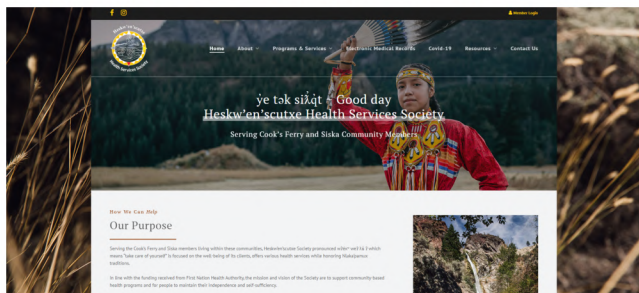 Member Login
Home About Programs & Services Electronic Medical Records Covid-19 Resources Contact Us
y̓e tək siƛ̓qt ~ Good day
Heskw'en'scutxe Health Services Society
Serving Cook's Ferry and Siska Community Members
How We Can Help
Our Purpose
Serving the Cook's Ferry and Siska members living within these communities, Heskw'en'scutxe Society pronounced
means "take care of yourself" is focused on the well-being of its clients, offers various health services while honoring Nlaka'pamux
traditions.
In line with the funding received from First Nation Health Authority, the mission and vision of the Society are to support community-based
health programs and for people to maintain their independence and self-sufficiency.